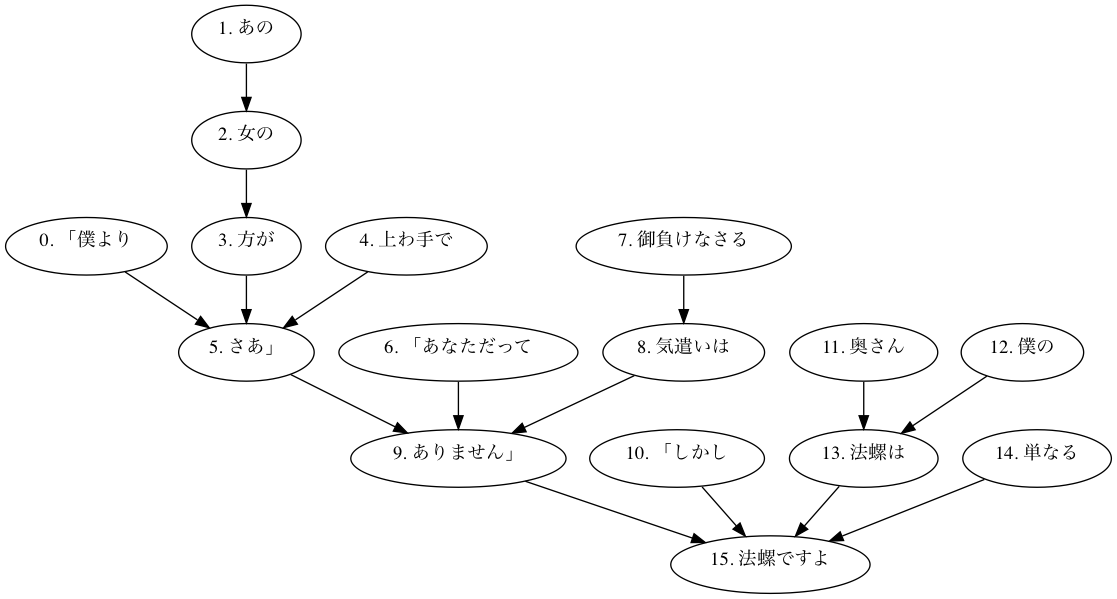 1. あの
2. 女の
0. 「僕より
3. 方が
4. 上わ手で
7. 御負けなさる
5. さあ」
6. 「あなただって
8. 気遣いは
11. 奥さん
12. 僕の
9. ありません」
10. 「しかし
13. 法螺は
14. 単なる
15. 法螺ですよ